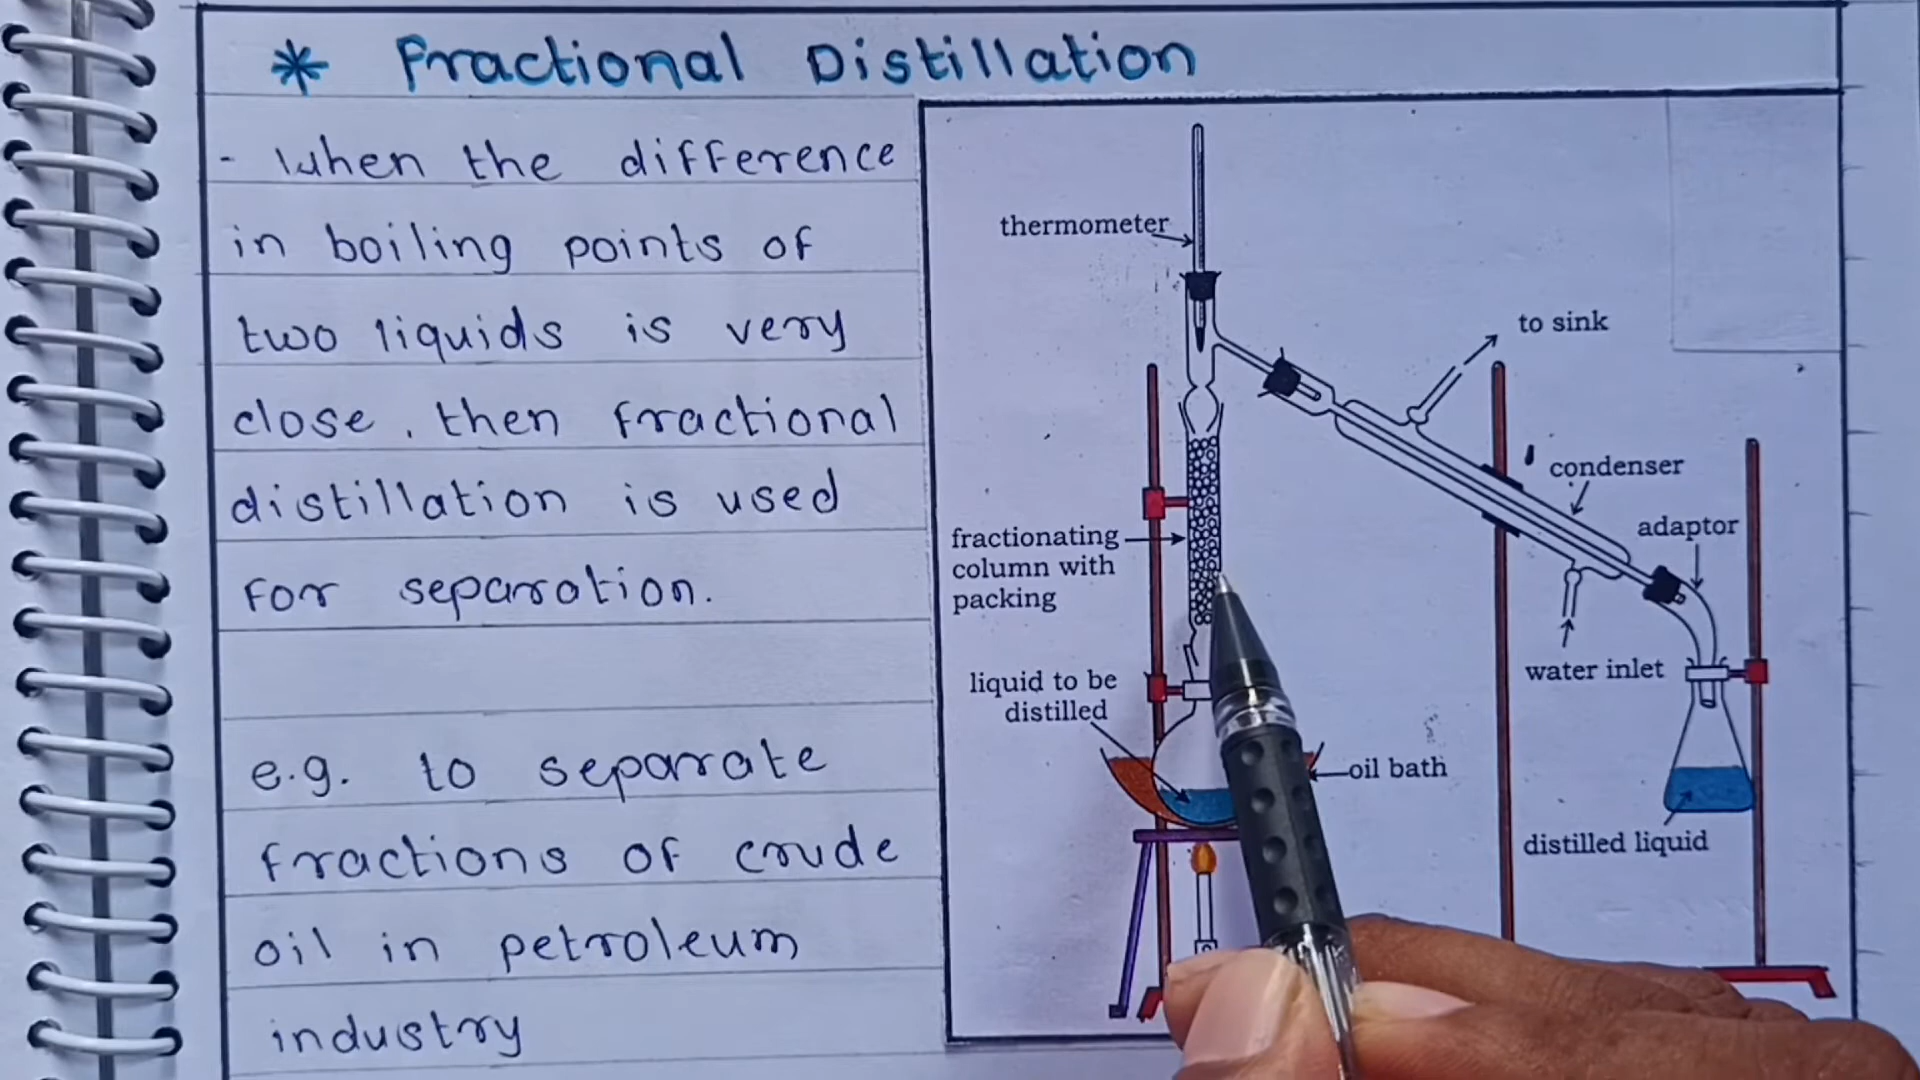 * Fractional Distillation
- When the difference
in boiling points of
two liquids is very
close, then fractional
distillation is used
for separation.
e.g. to separate
fractions of crude
oil in petroleum
industry
thermometer
to sink
condenser
adaptor
fractionating
column with
packing
water inlet
liquid to be
distilled
oil bath
distilled liquid